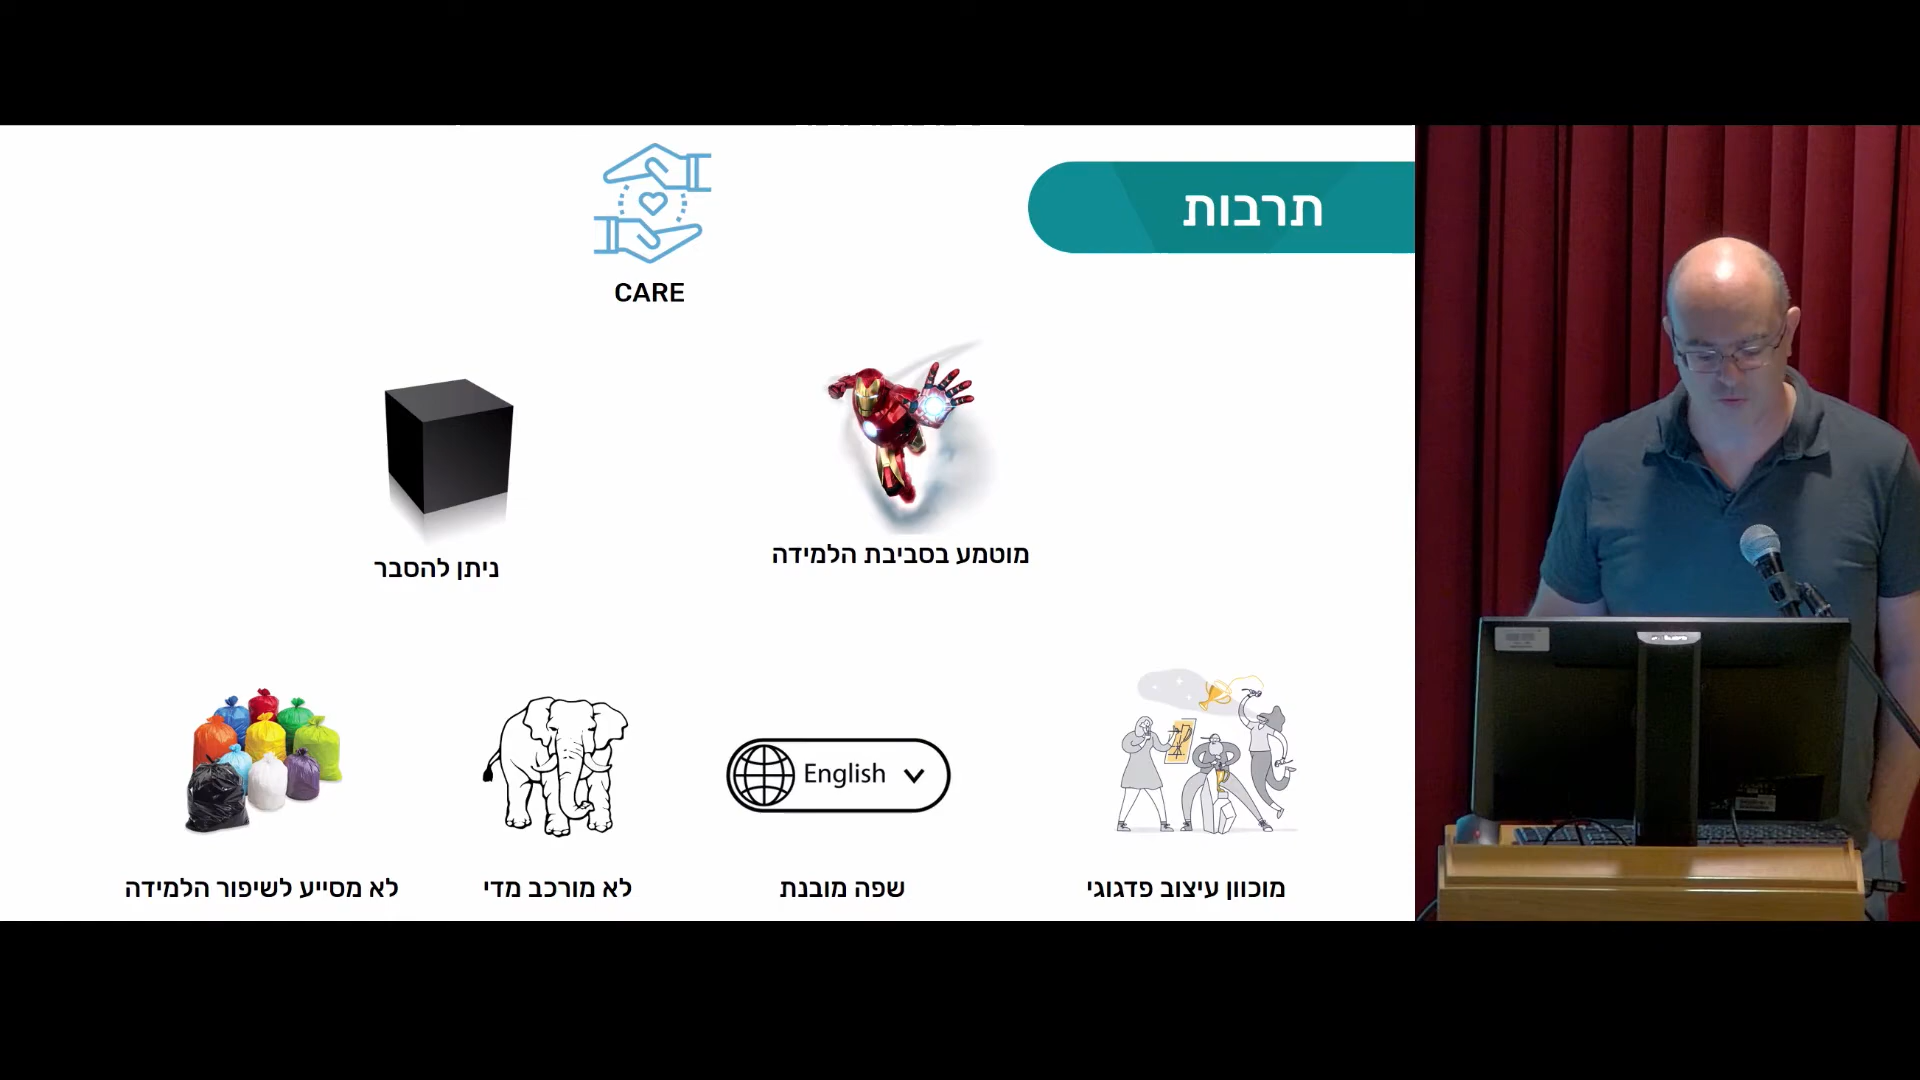 תרבות
CARE
מוטמע בסביבת הלמידה
ניתן להסבר
English
מוכוון עיצוב פדגוגי
שפה מובנת
לא מורכב מדי
לא מסייע לשיפור הלמידה